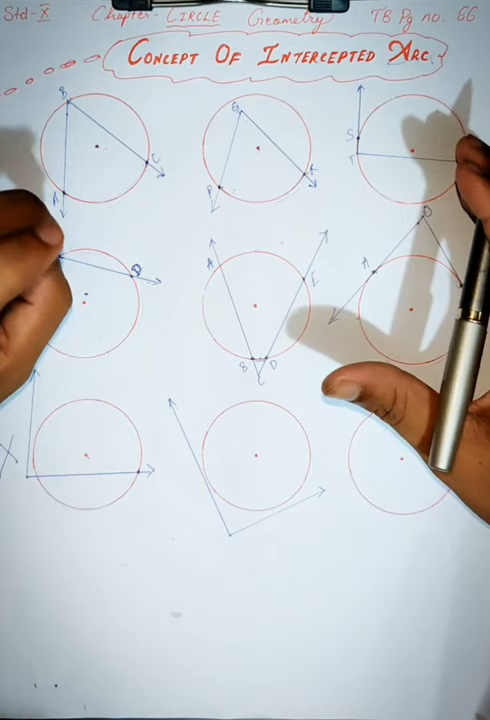 Std-X Chapter-CIRCLE Geometry TB Pg no. 66
CONCEPT OF INTERCEPTED ARC.
B
C
A
S
T
D
A
A
E
B D
C